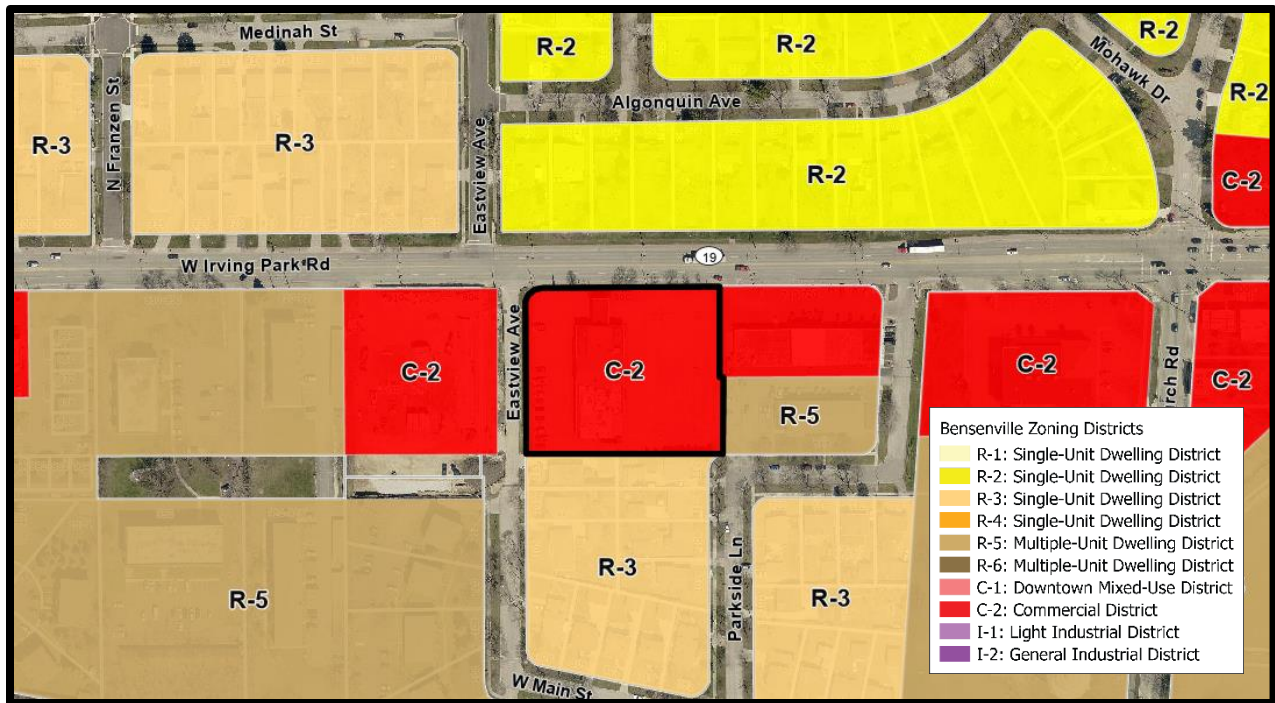 Medinah St
R-2
R-2
R-2
Mohawk Dr
R-2
Algonquin Ave
R-3
N Franzen St
R-3
Eastview Ave
R-2
C-2
W Irving Park Rd
19
C-2
Eastview Ave
C-2
C-2
rch Rd
C-2
R-5
Bensenville Zoning Districts
R-1: Single-Unit Dwelling District
R-2: Single-Unit Dwelling District
R-3: Single-Unit Dwelling District
R-4: Single-Unit Dwelling District
R-5: Multiple-Unit Dwelling District
R-6: Multiple-Unit Dwelling District
C-1: Downtown Mixed-Use District
C-2: Commercial District
I-1: Light Industrial District
I-2: General Industrial District
R-5
R-3
Parkside Ln
R-3
W Main St